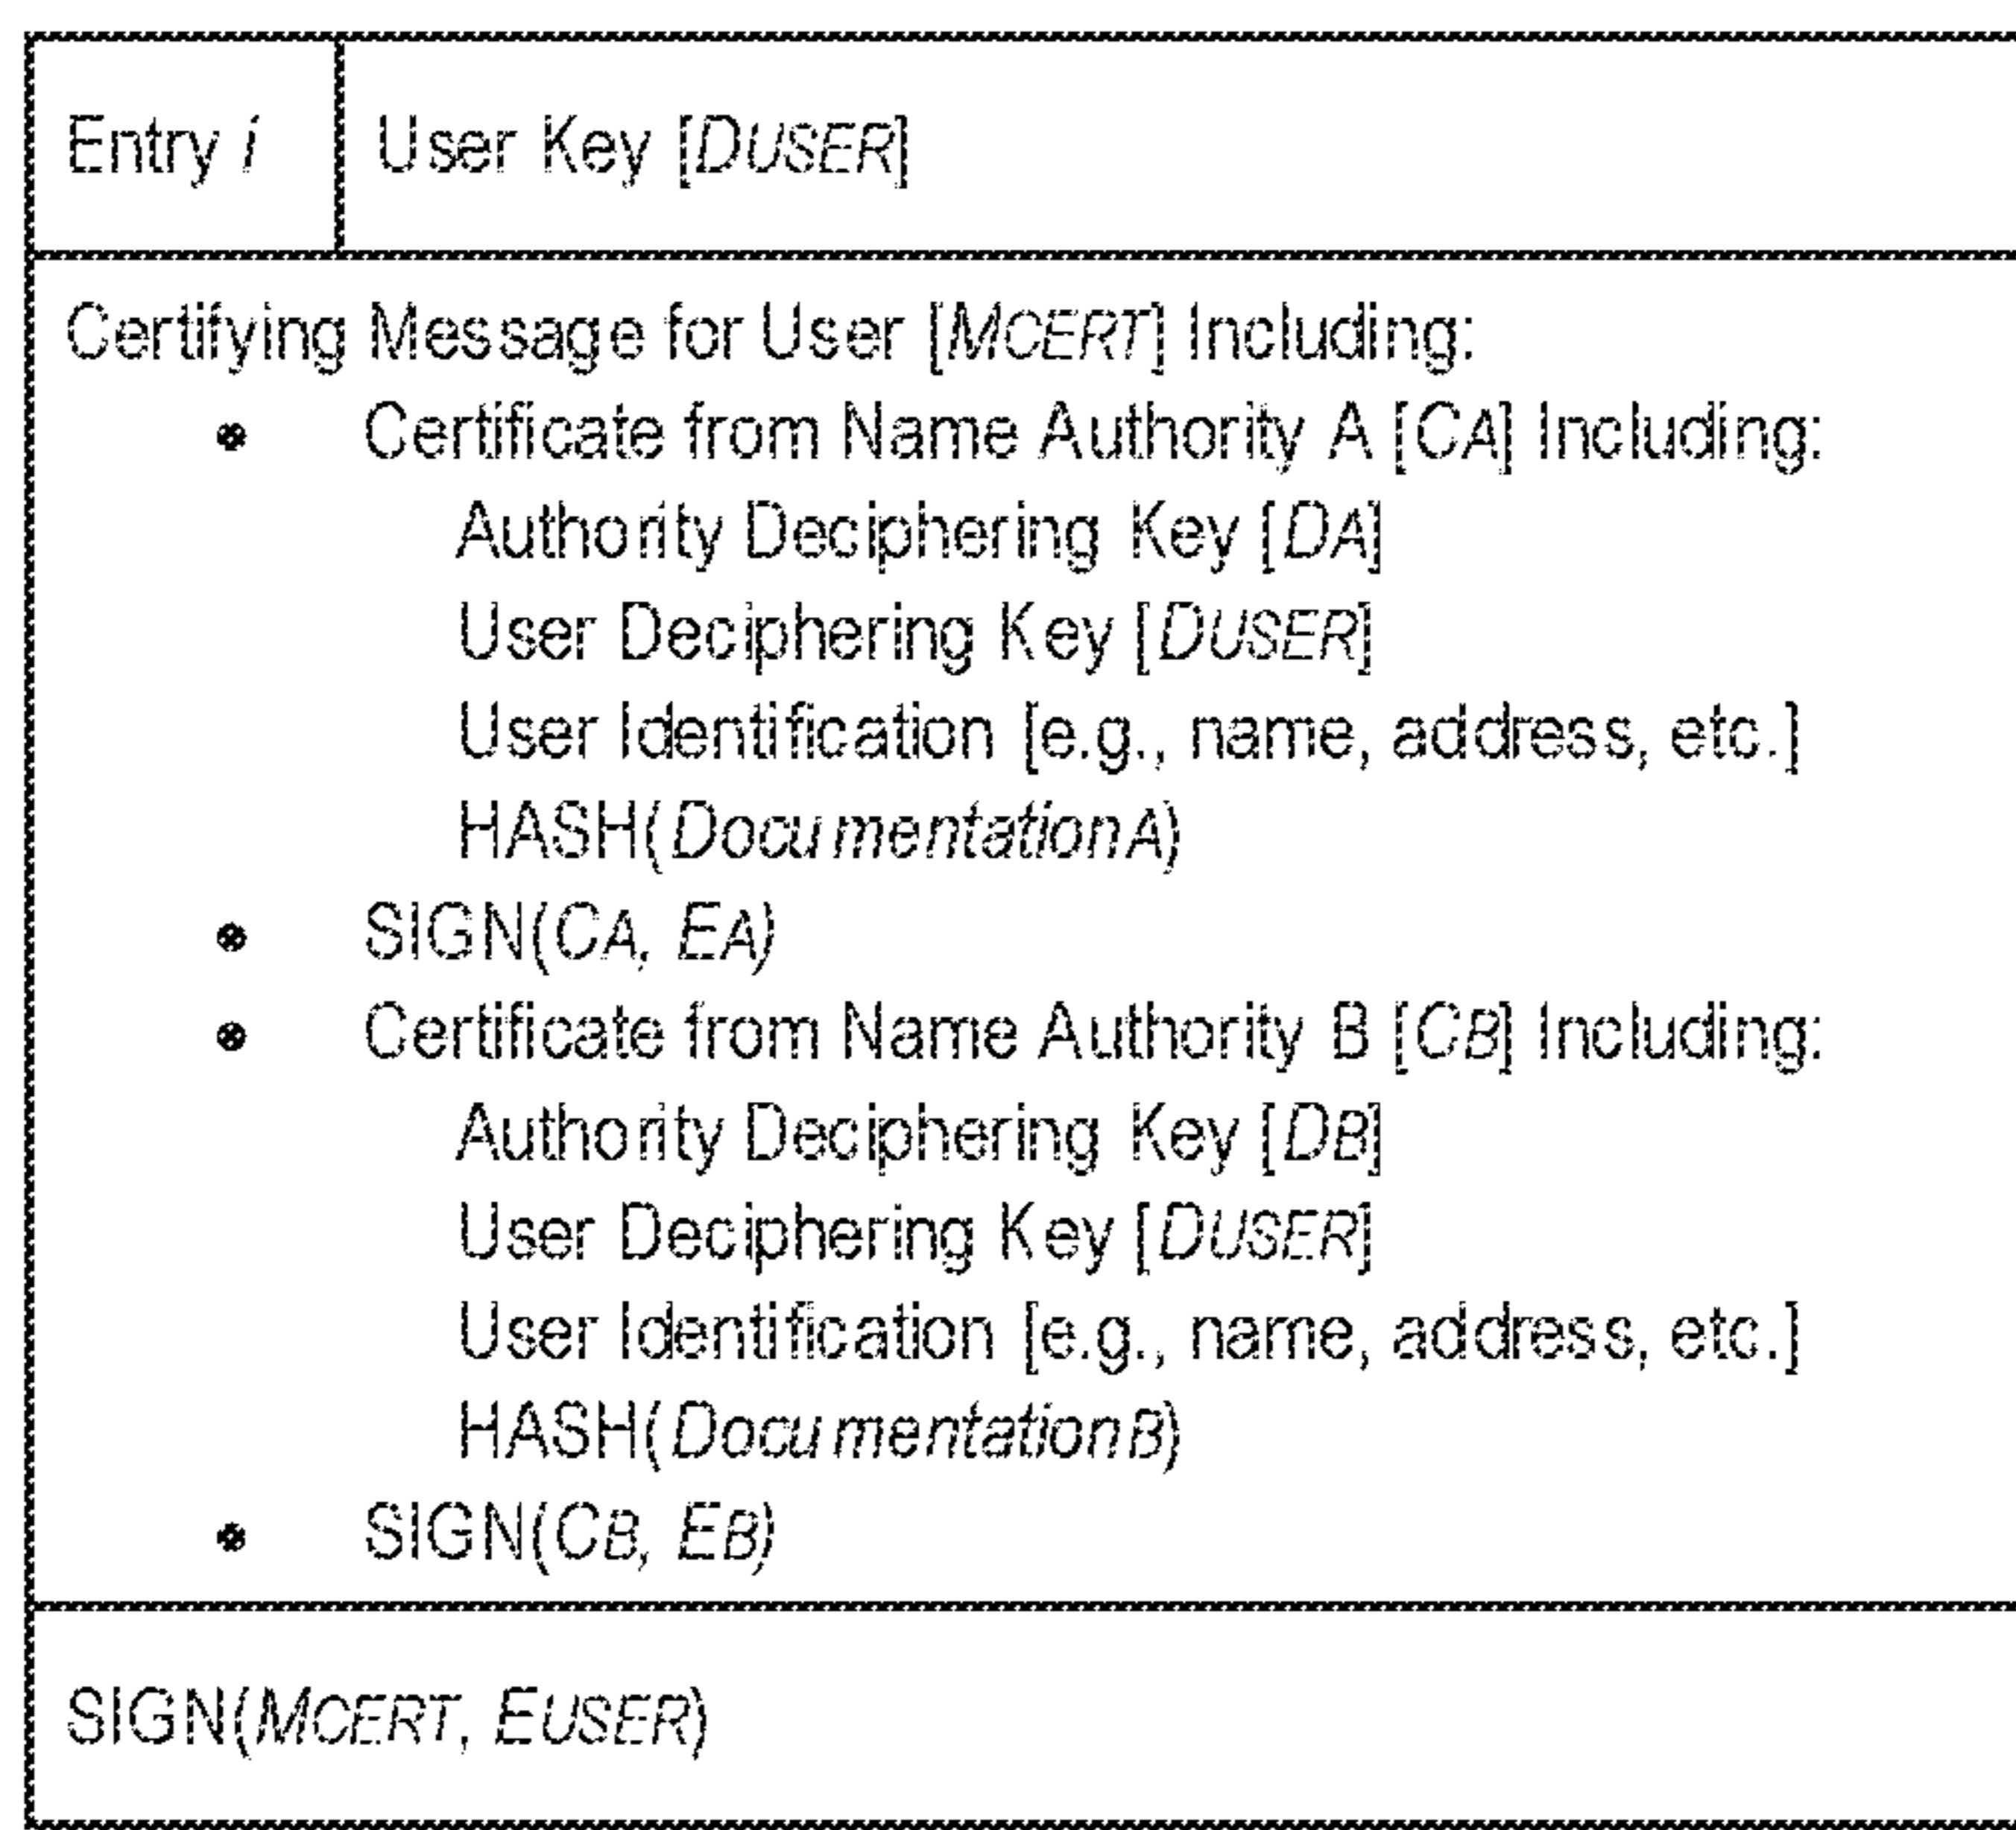 Entry i User Key [DUSER]
Certifying Message for User [MCERT] Including:
• Certificate from Name Authority A [CA] Including:
Authority Deciphering Key [DA]
User Deciphering Key [DUSER]
User Identification [e.g., name, address, etc.]
HASH(DocumentationA)
• SIGN(CA, EA)
• Certificate from Name Authority B [CB] Including:
Authority Deciphering Key [DB]
User Deciphering Key [DUSER]
User Identification [e.g., name, address, etc.]
HASH(DocumentationB)
• SIGN(CB, EB)
SIGN(MCERT, EUSER)